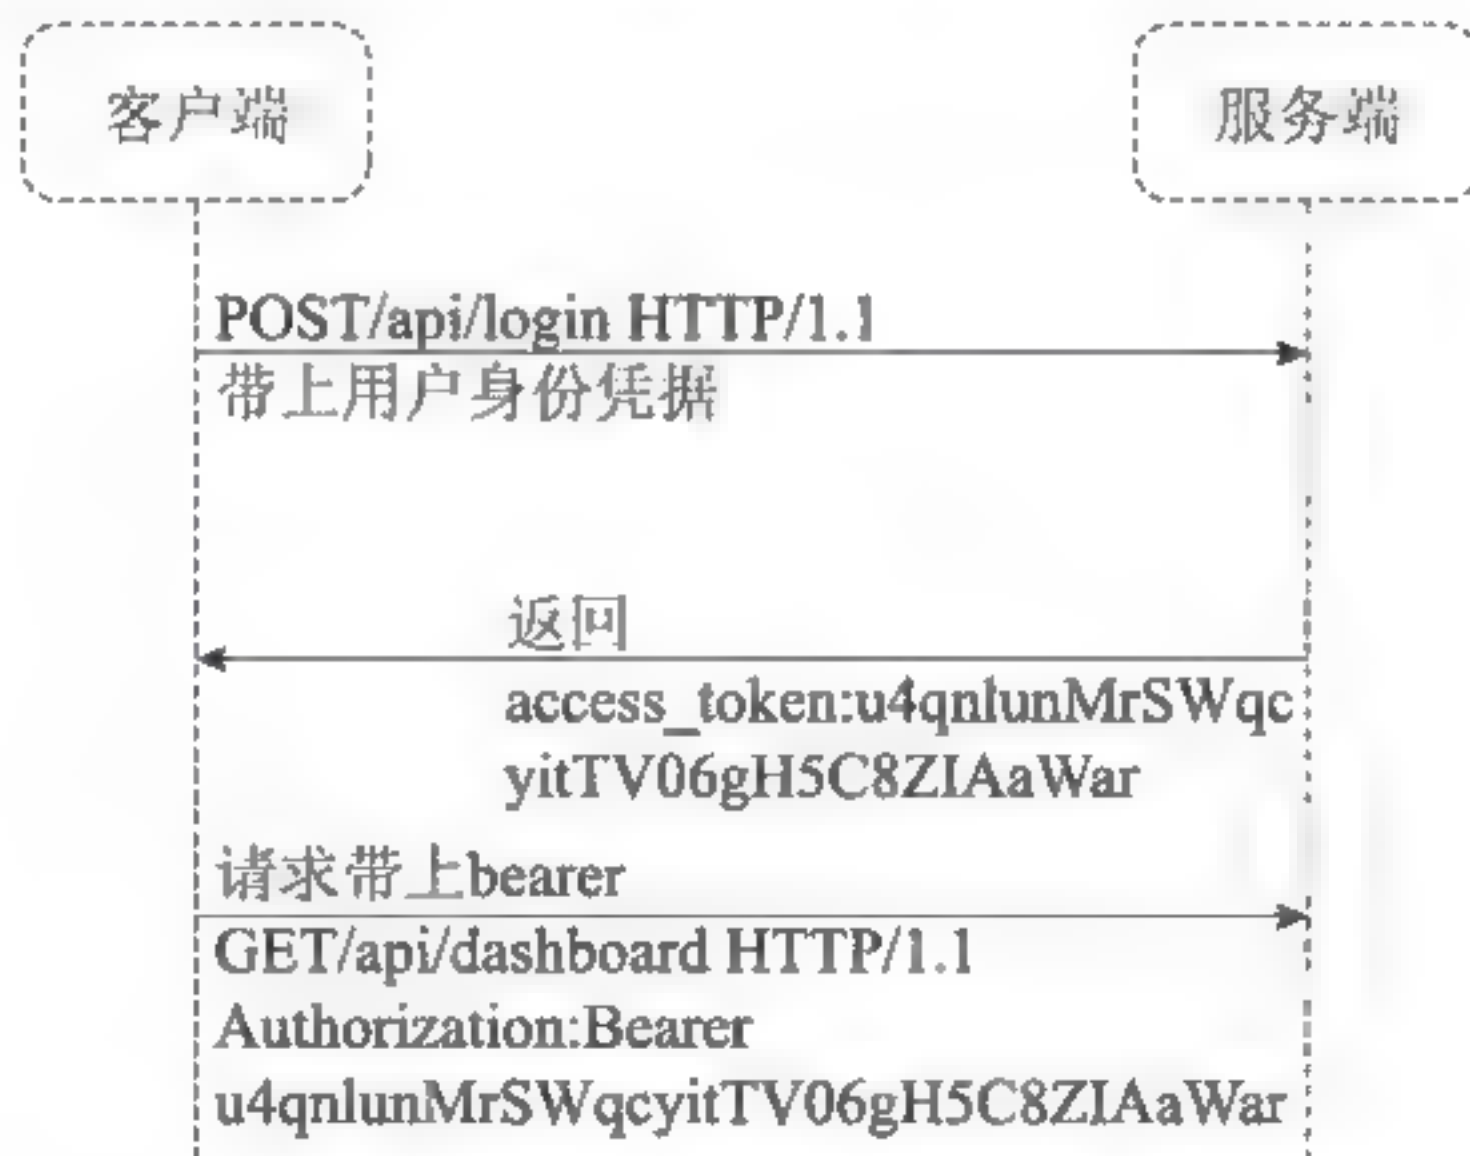 客户端
服务端
POST/api/login HTTP/1.1
带上用户身份凭据
返回
access_token:u4qnlunMrSWqc
yitTV06gH5C8ZIAaWar
请求带上bearer
GET/api/dashboard HTTP/1.1
Authorization:Bearer
u4qnlunMrSWqcyitTV06gH5C8ZIAaWar